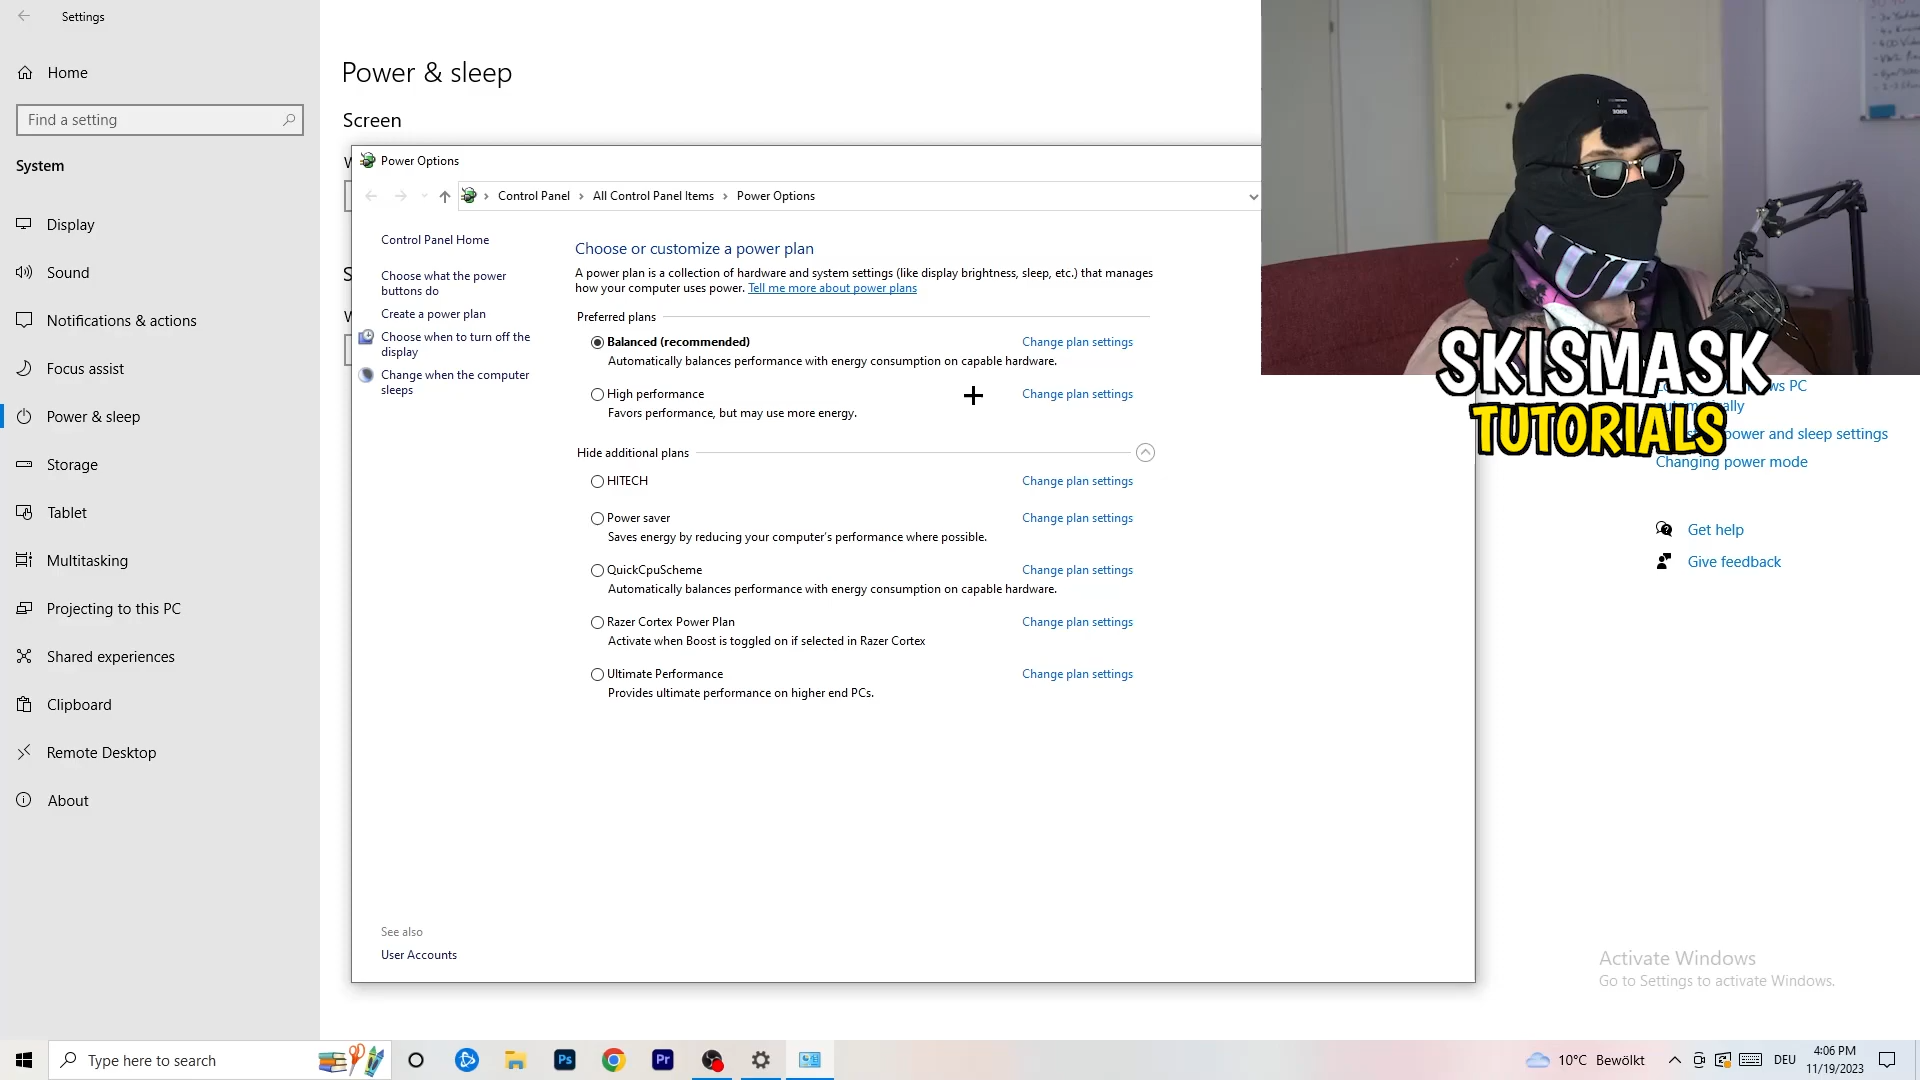 Settings
Home
Find a setting
System
Display
Sound
Notifications & actions
Focus assist
Power & sleep
Storage
Tablet
Multitasking
Projecting to this PC
Shared experiences
Clipboard
Remote Desktop
About
Power & sleep
Screen
Power Options
Control Panel › All Control Panel Items › Power Options
Control Panel Home
Choose what the power
buttons do
Create a power plan
Choose when to turn off the
display
Change when the computer
sleeps
See also
User Accounts
Choose or customize a power plan
A power plan is a collection of hardware and system settings (like display brightness, sleep, etc.) that manages
how your computer uses power. Tell me more about power plans
Preferred plans
Balanced (recommended) Change plan settings
Automatically balances performance with energy consumption on capable hardware.
High performance Change plan settings
Favors performance, but may use more energy.
Hide additional plans
HITECH Change plan settings
Power saver Change plan settings
Saves energy by reducing your computer's performance where possible.
QuickCpuScheme Change plan settings
Automatically balances performance with energy consumption on capable hardware.
Razer Cortex Power Plan Change plan settings
Activate when Boost is toggled on if selected in Razer Cortex
Ultimate Performance Change plan settings
Provides ultimate performance on higher end PCs.
SKISMASK
TUTORIALS
PC
power and sleep settings
Changing power mode
Get help
Give feedback
Activate Windows
Go to Settings to activate Windows.
Type here to search
Ps
Pr
10°C Bewölkt
DEU
4:06 PM
11/19/2023